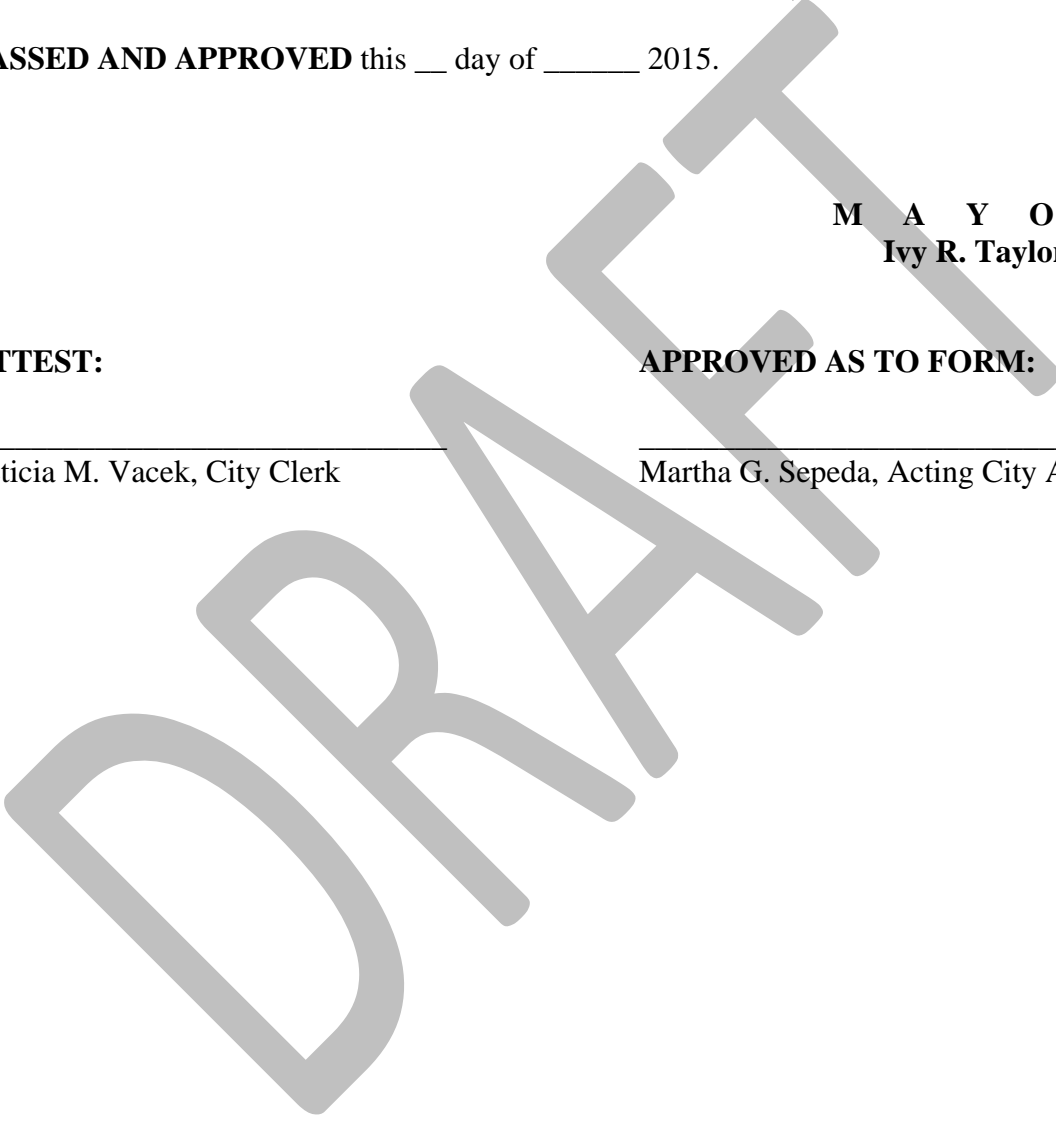 ASSED AND APPROVED this __ day of ______ 2015.
M A Y O
Ivy R. Taylor
TTEST:
APPROVED AS TO FORM:
ticia M. Vacek, City Clerk
Martha G. Sepeda, Acting City A
DRAFT